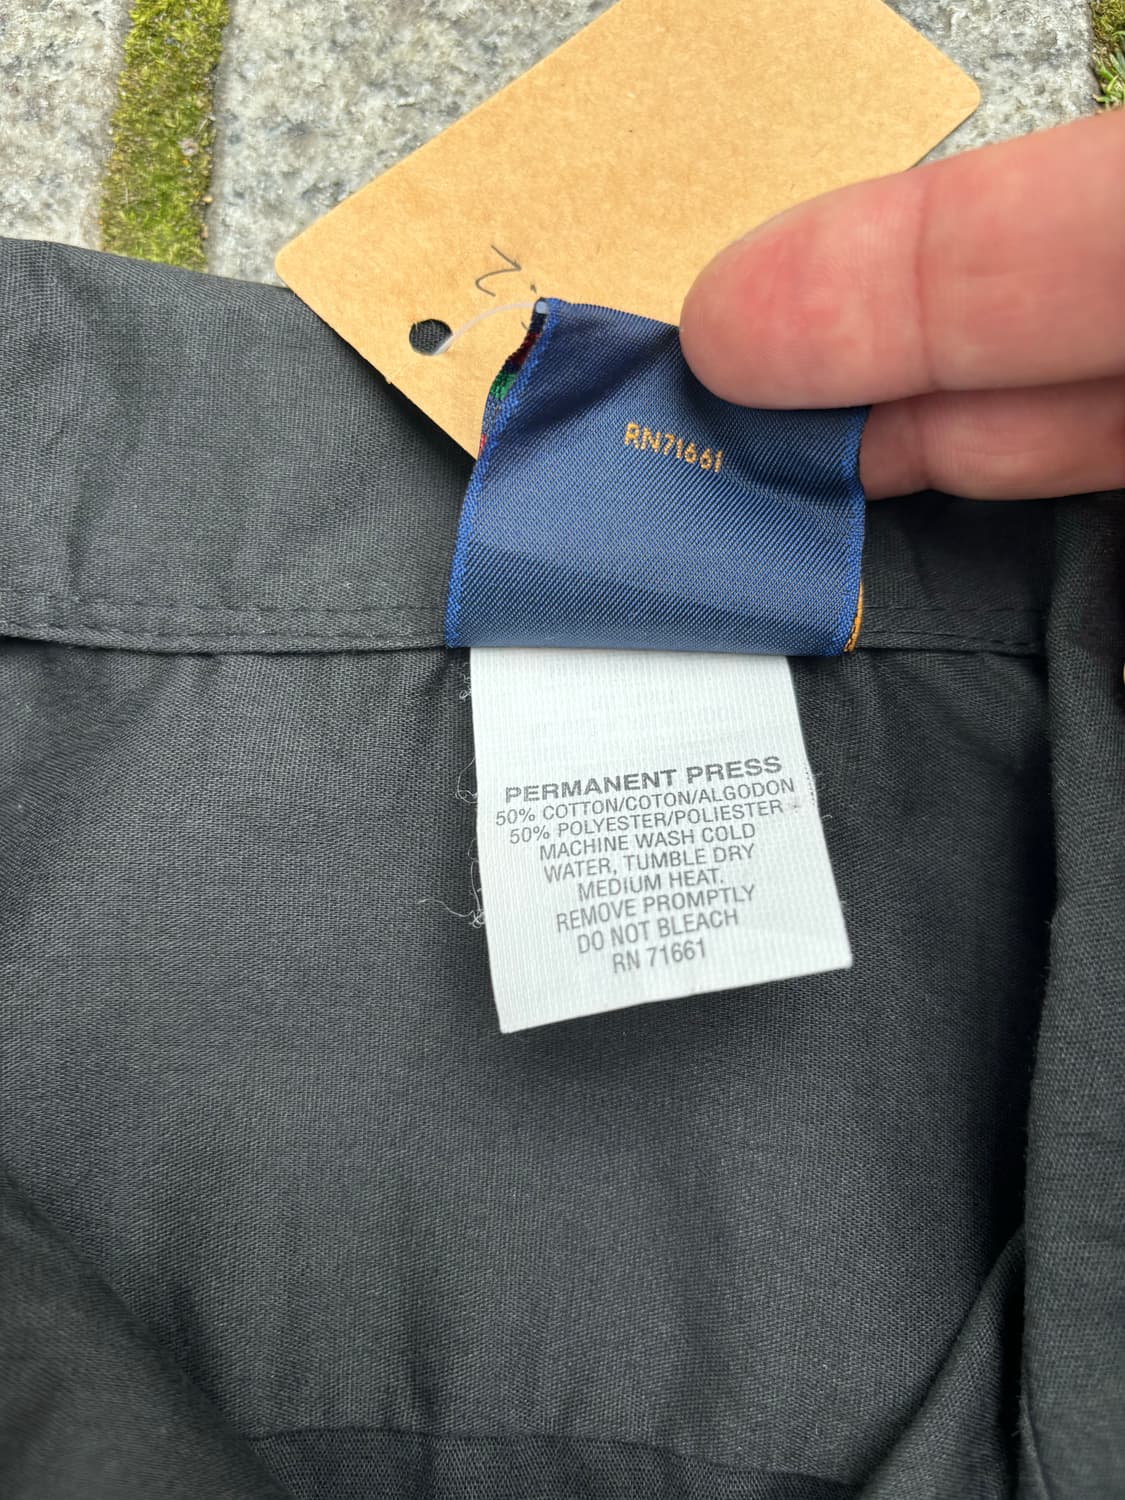 RN71661
PERMANENT PRESS
50% COTTON/COTON/ALGODON
50% POLYESTER/POLIESTER
MACHINE WASH COLD
WATER, TUMBLE DRY
MEDIUM HEAT.
REMOVE PROMPTLY
DO NOT BLEACH
RN 71661